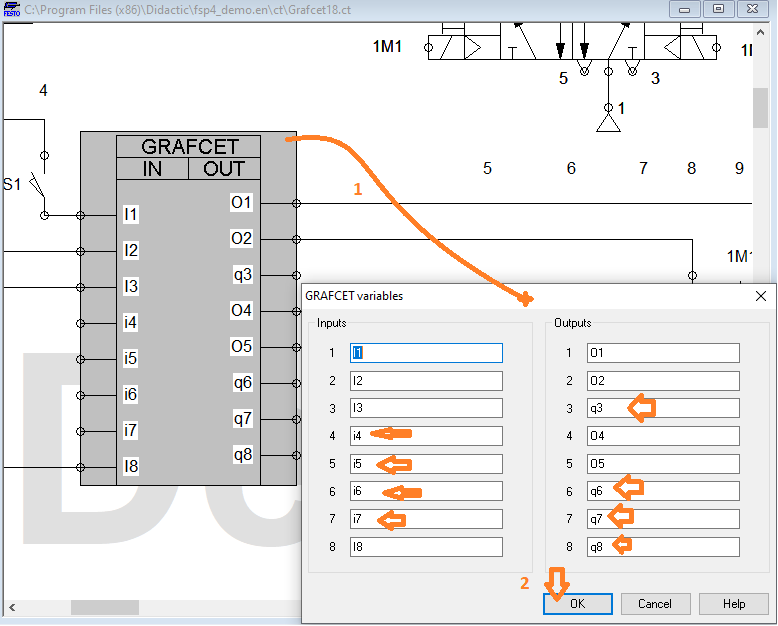 FESTO
C:\Program Files (x86)\Didactic\fsp4_demo.en\ct\Grafcet18.ct
1M1
5
3
1
4
5 6 7 8 9
GRAFCET
IN OUT
S1
I1 O1
I2 O2
I3 q3
i4 O4
i5 O5
i6 q6
i7 q7
I8 q8
1
GRAFCET variables
Inputs Outputs
1 I1 1 O1
2 I2 2 O2
3 I3 3 q3
4 i4 4 O4
5 i5 5 O5
6 i6 6 q6
7 i7 7 q7
8 I8 8 q8
2
OK Cancel Help